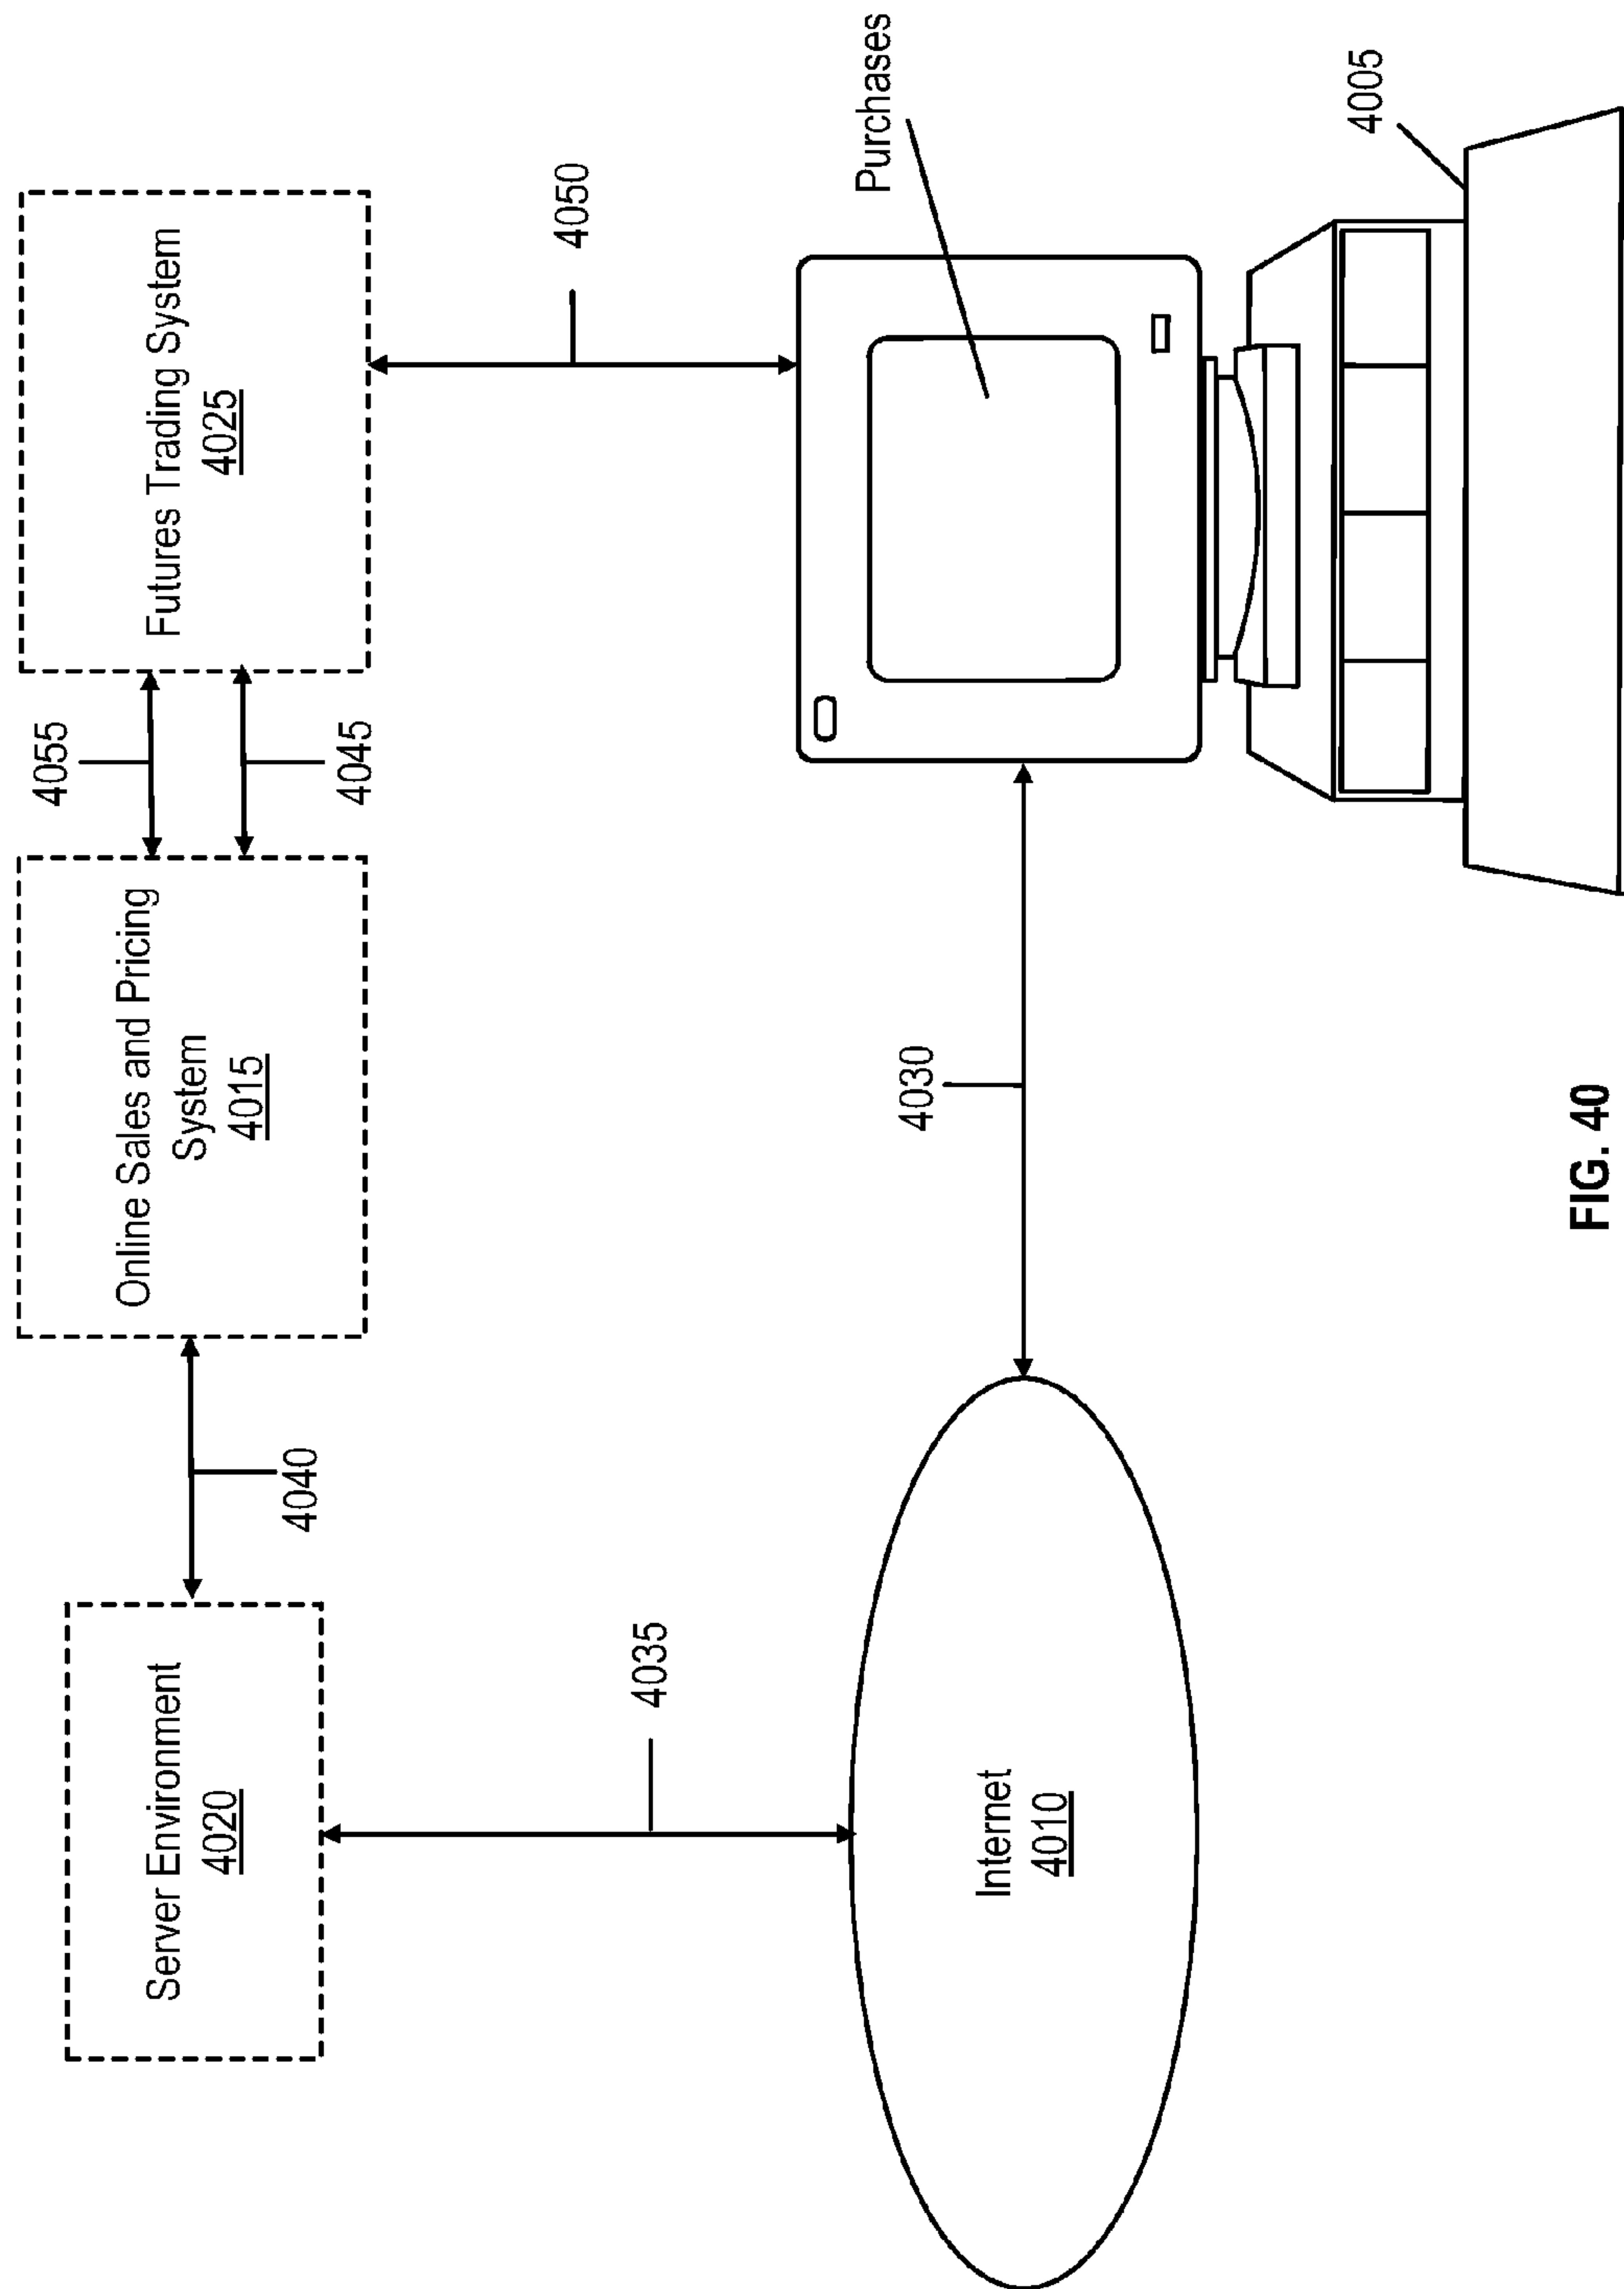 Server Environment
4020
4040
Online Sales and Pricing
System
4015
4055
4045
Futures Trading System
4025
4035
4050
Internet
4010
4030
Purchases
4005
FIG. 40